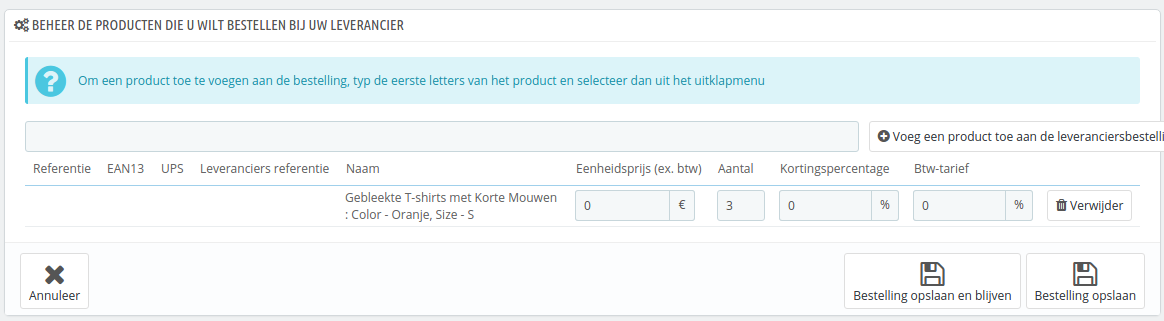 BEHEER DE PRODUCTEN DIE U WILT BESTELLEN BIJ UW LEVERANCIER
Om een product toe te voegen aan de bestelling, typ de eerste letters van het product en selecteer dan uit het uitklapmenu
Voeg een product toe aan de leveranciersbestelli
Referentie EAN13 UPS Leveranciers referentie Naam Eenheidsprijs (ex. btw) Aantal Kortingspercentage Btw-tarief
Gebleekte T-shirts met Korte Mouwen
: Color - Oranje, Size - S
0 € 3 0 % 0 % Verwijder
Annuleer Bestelling opslaan en blijven Bestelling opslaan